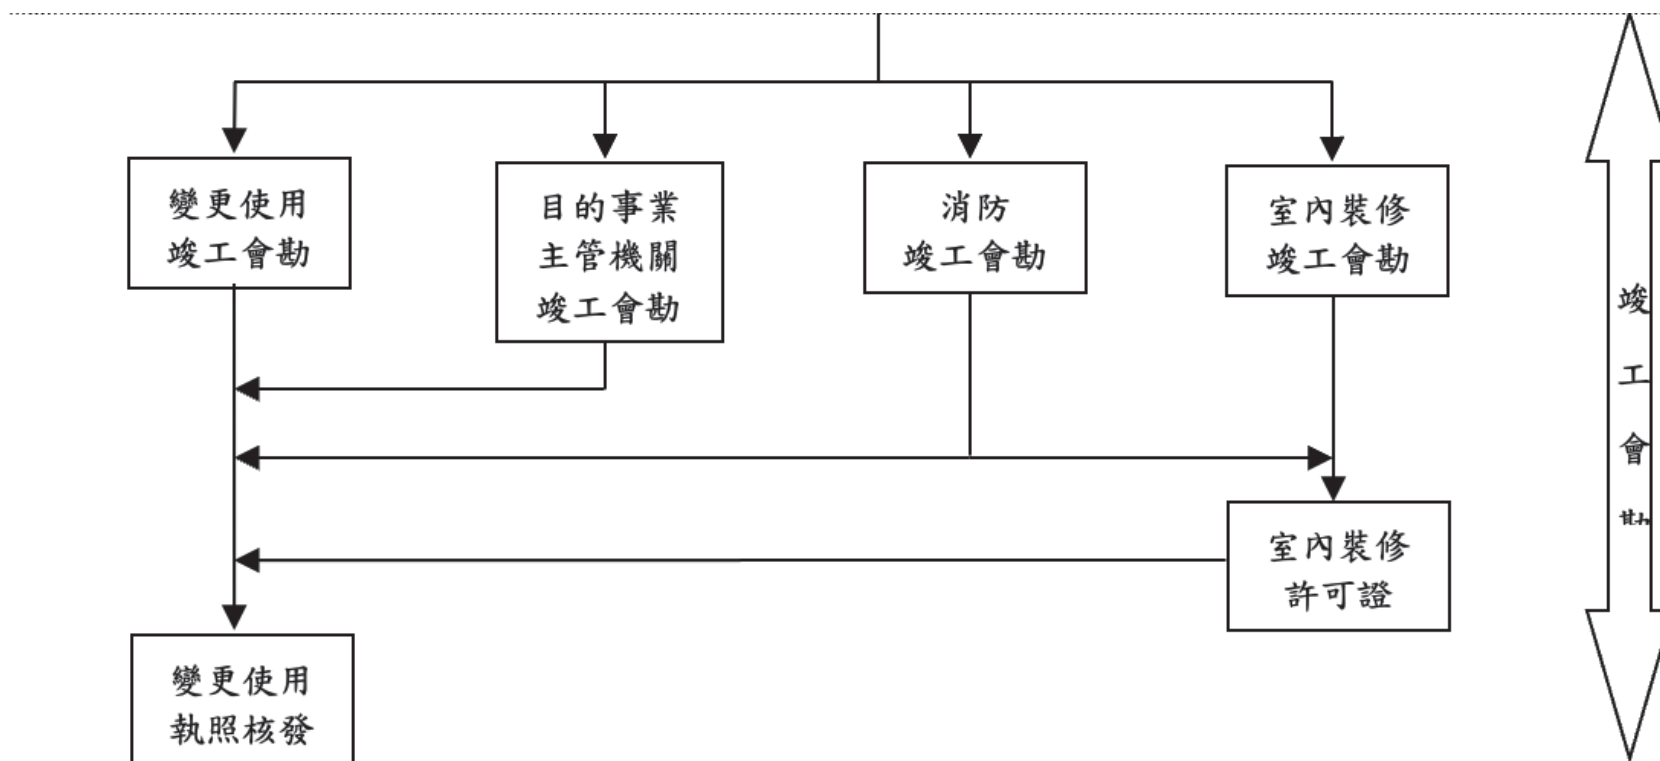 變更使用
竣工會勘
目的事業
主管機關
竣工會勘
消防
竣工會勘
室內裝修
竣工會勘
室內裝修
許可證
變更使用
執照核發
竣
工
會
勘